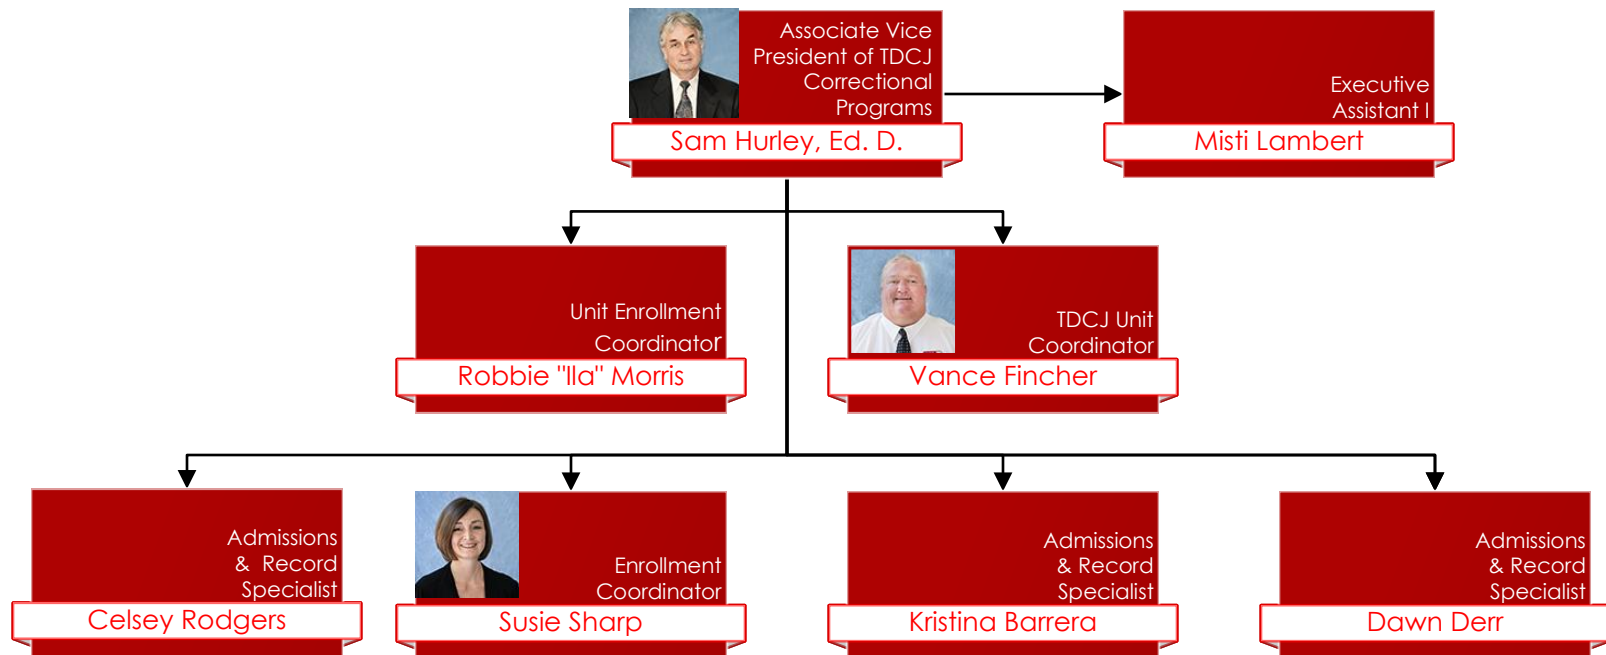 Associate Vice
President of TDCJ
Correctional
Programs
Sam Hurley, Ed. D.
Executive
Assistant I
Misti Lambert
Unit Enrollment
Coordinator
Robbie "Ila" Morris
TDCJ Unit
Coordinator
Vance Fincher
Admissions
& Record
Specialist
Celsey Rodgers
Enrollment
Coordinator
Susie Sharp
Admissions
& Record
Specialist
Kristina Barrera
Admissions
& Record
Specialist
Dawn Derr